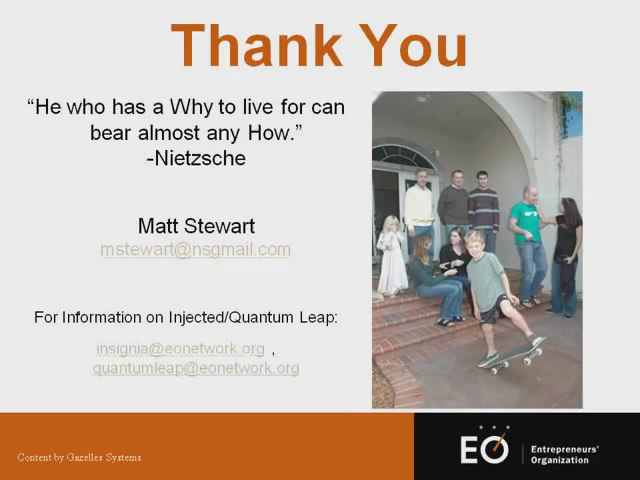 Thank You
“He who has a Why to live for can
bear almost any How.”
-Nietzsche
Matt Stewart
mstewart@nsgmail.com
For Information on Injected/Quantum Leap:
insignia@eonetwork.org ,
quantumleap@eonetwork.org
Content by Gazelles Systems
EO
Entrepreneurs'
Organization